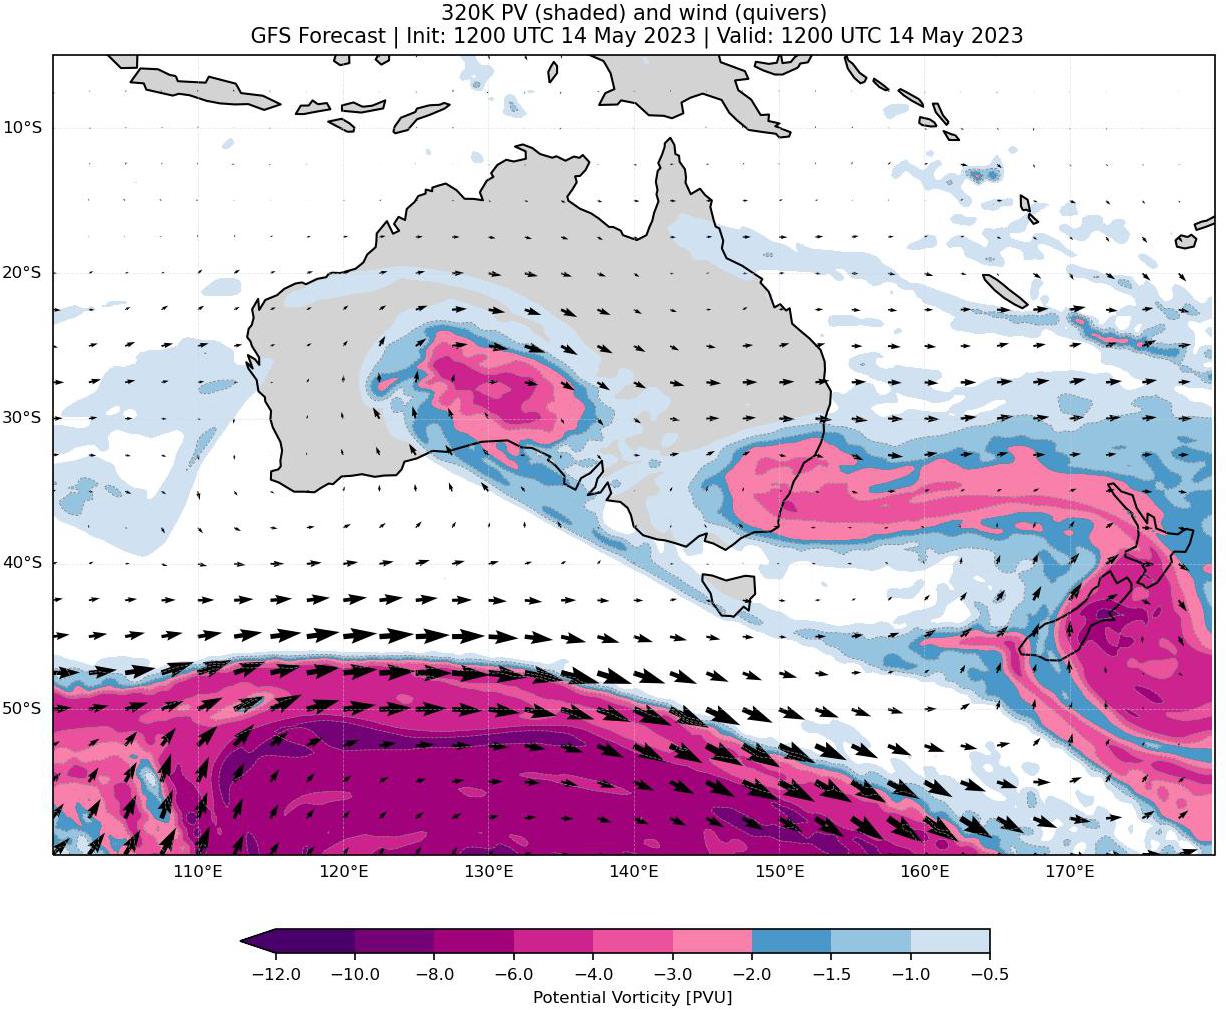 320K PV (shaded) and wind (quivers)
GFS Forecast | Init: 1200 UTC 14 May 2023 | Valid: 1200 UTC 14 May 2023
10°S
20°S
30°S
40°S
50°S
110°E 120°E 130°E 140°E 150°E 160°E 170°E
−12.0 −10.0 −8.0 −6.0 −4.0 −3.0 −2.0 −1.5 −1.0 −0.5
Potential Vorticity [PVU]